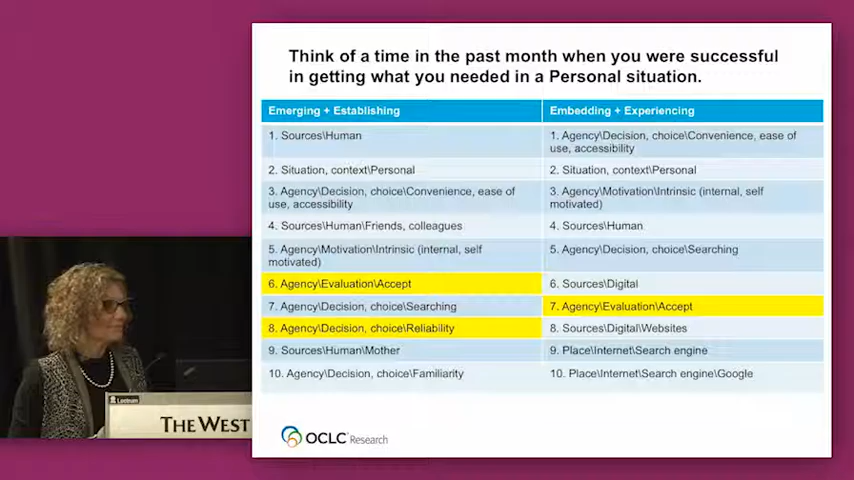 Think of a time in the past month when you were successful
in getting what you needed in a Personal situation.
Emerging + Establishing
Embedding + Experiencing
1. Sources\Human
1. Agency\Decision, choice\Convenience, ease of
use, accessibility
2. Situation, context\Personal
2. Situation, context\Personal
3. Agency\Decision, choice\Convenience, ease of
use, accessibility
3. Agency\Motivation\Intrinsic (internal, self
motivated)
4. Sources\Human\Friends, colleagues
4. Sources\Human
5. Agency\Motivation\Intrinsic (internal, self
motivated)
5. Agency\Decision, choice\Searching
6. Agency\Evaluation\Accept
6. Sources\Digital
7. Agency\Decision, choice\Searching
7. Agency\Evaluation\Accept
8. Agency\Decision, choice\Reliability
8. Sources\Digital\Websites
9. Sources\Human\Mother
9. Place\Internet\Search engine
10. Agency\Decision, choice\Familiarity
10. Place\Internet\Search engine\Google
OCLC Research
THE WEST